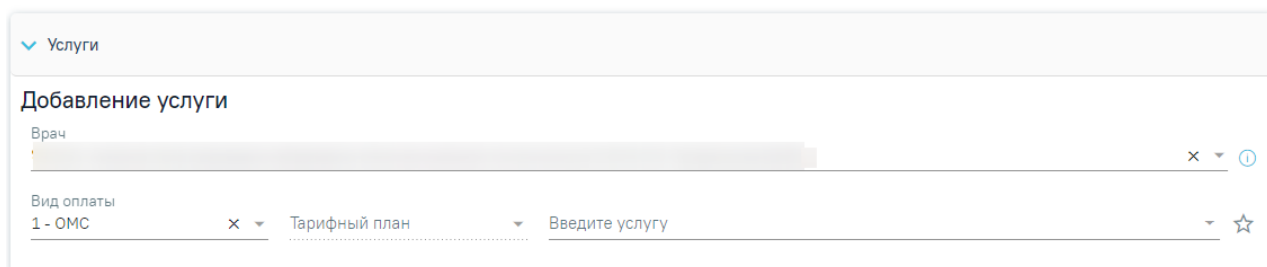 Услуги
Добавление услуги
Врач
Вид оплаты
1 - ОМС Тарифный план Введите услугу